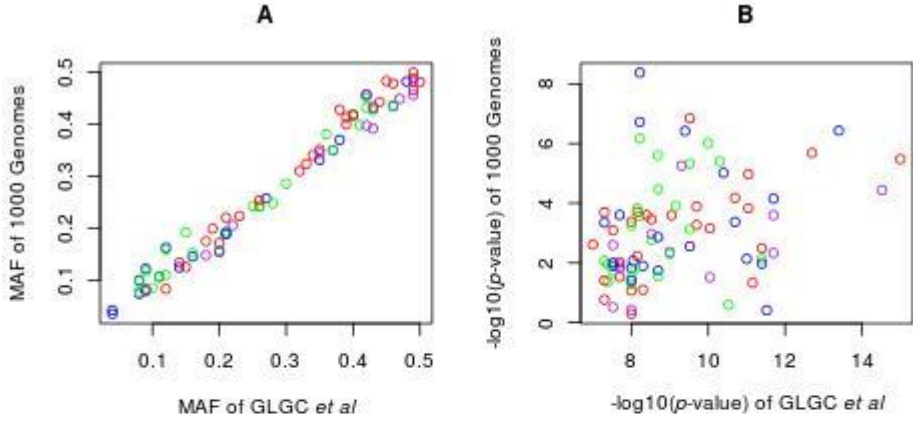 A
MAF of 1000 Genomes
0.5
0.4
0.3
0.2
0.1
0.1 0.2 0.3 0.4 0.5
MAF of GLGC et al
B
-log10(p-value) of 1000 Genomes
8
6
4
2
0
8 10 12 14
-log10(p-value) of GLGC et al